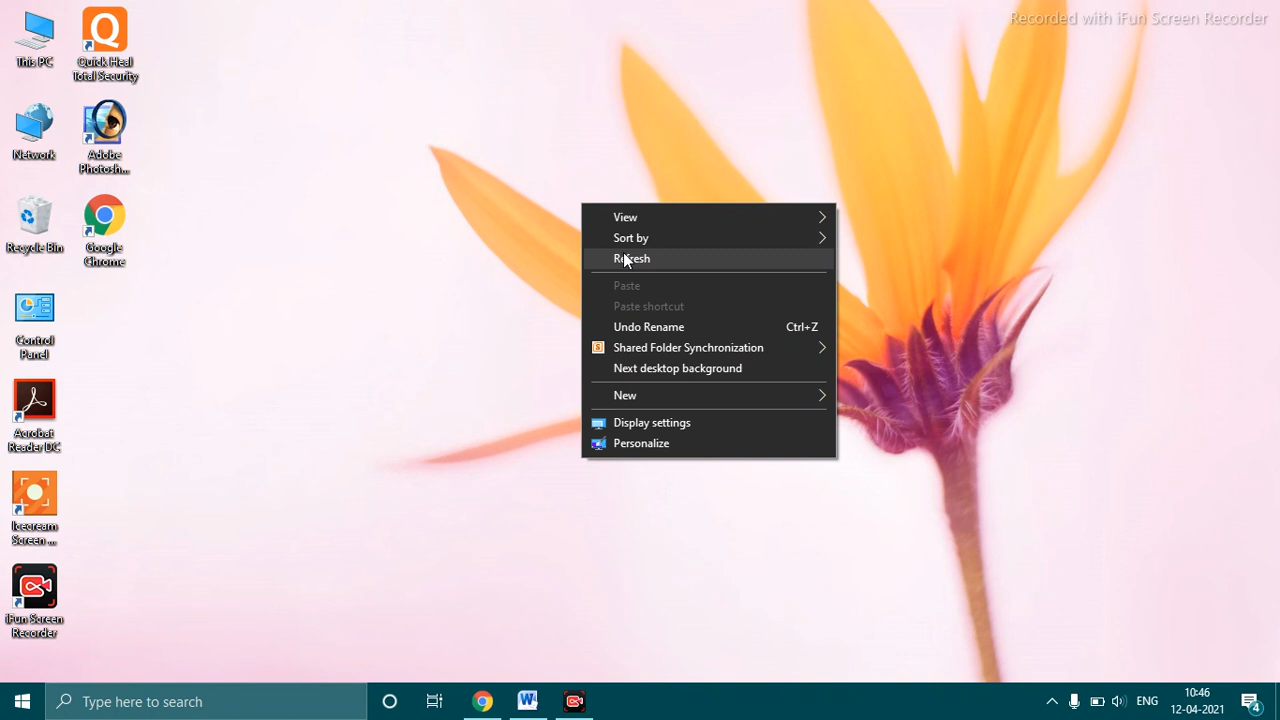 Recorded with iFun Screen Recorder
This PC
Quick Heal
Total Security
Network
Adobe
Photosh...
Recycle Bin
Google
Chrome
Control
Panel
Acrobat
Reader DC
Icecream
Screen ...
iFun Screen
Recorder
View
Sort by
Refresh
Paste
Paste shortcut
Undo Rename Ctrl+Z
Shared Folder Synchronization
Next desktop background
New
Display settings
Personalize
Type here to search
ENG
10:46
12-04-2021
4